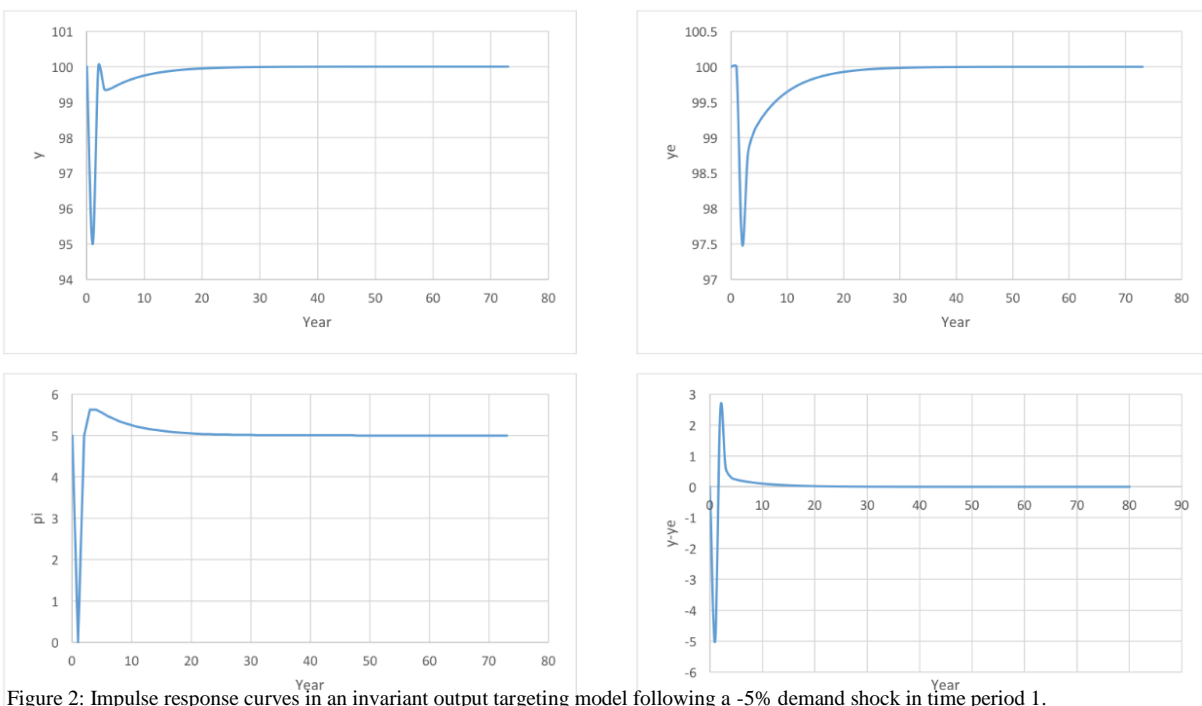 101
100
99
98
97
96
95
94
y
0 10 20 30 40 50 60 70 80
Year
100.5
100
99.5
99
98.5
98
97.5
97
ye
0 10 20 30 40 50 60 70 80
Year
6
5
4
3
2
1
0
pi
0 10 20 30 40 50 60 70 80
Year
3
2
1
0
-1
-2
-3
-4
-5
-6
y-ye
0 10 20 30 40 50 60 70 80 90
Year
Figure 2: Impulse response curves in an invariant output targeting model following a -5% demand shock in time period 1.